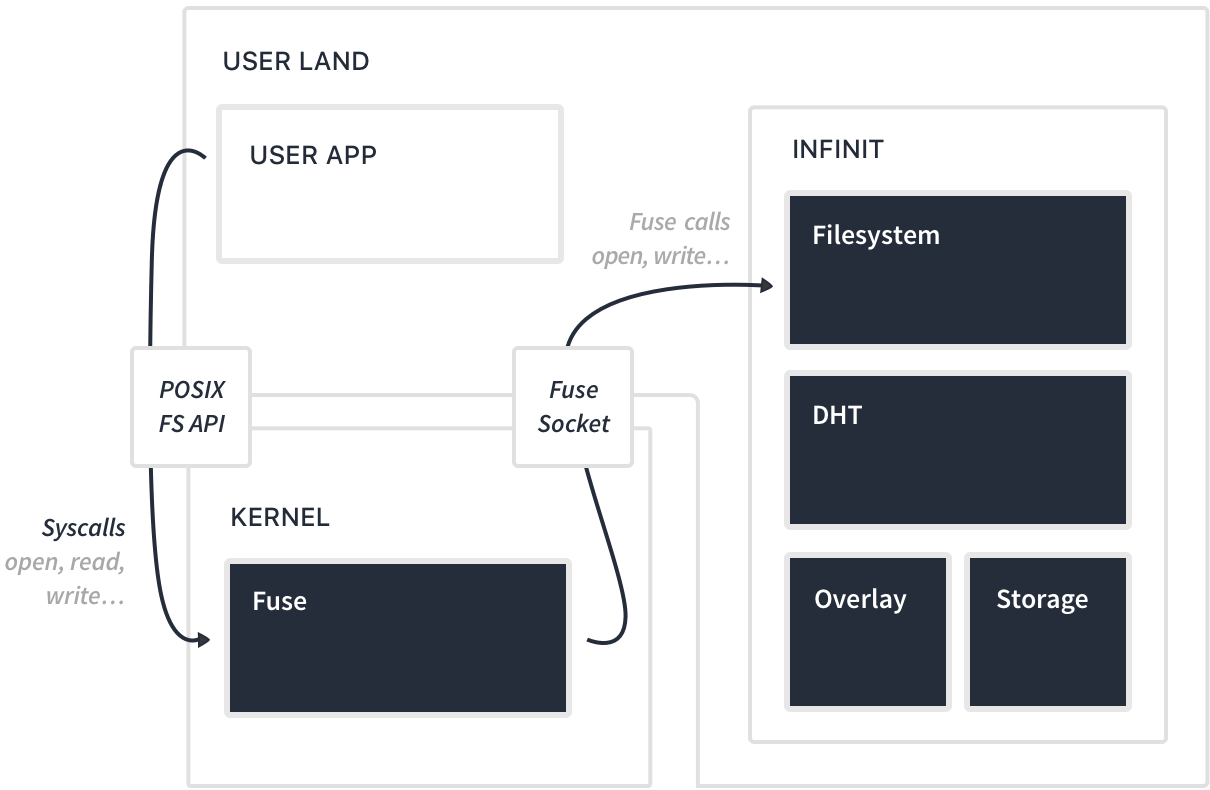 USER LAND
USER APP
INFINIT
Filesystem
Fuse calls
open, write...
POSIX
FS API
Fuse
Socket
DHT
KERNEL
Syscalls
open, read,
write...
Fuse
Overlay
Storage